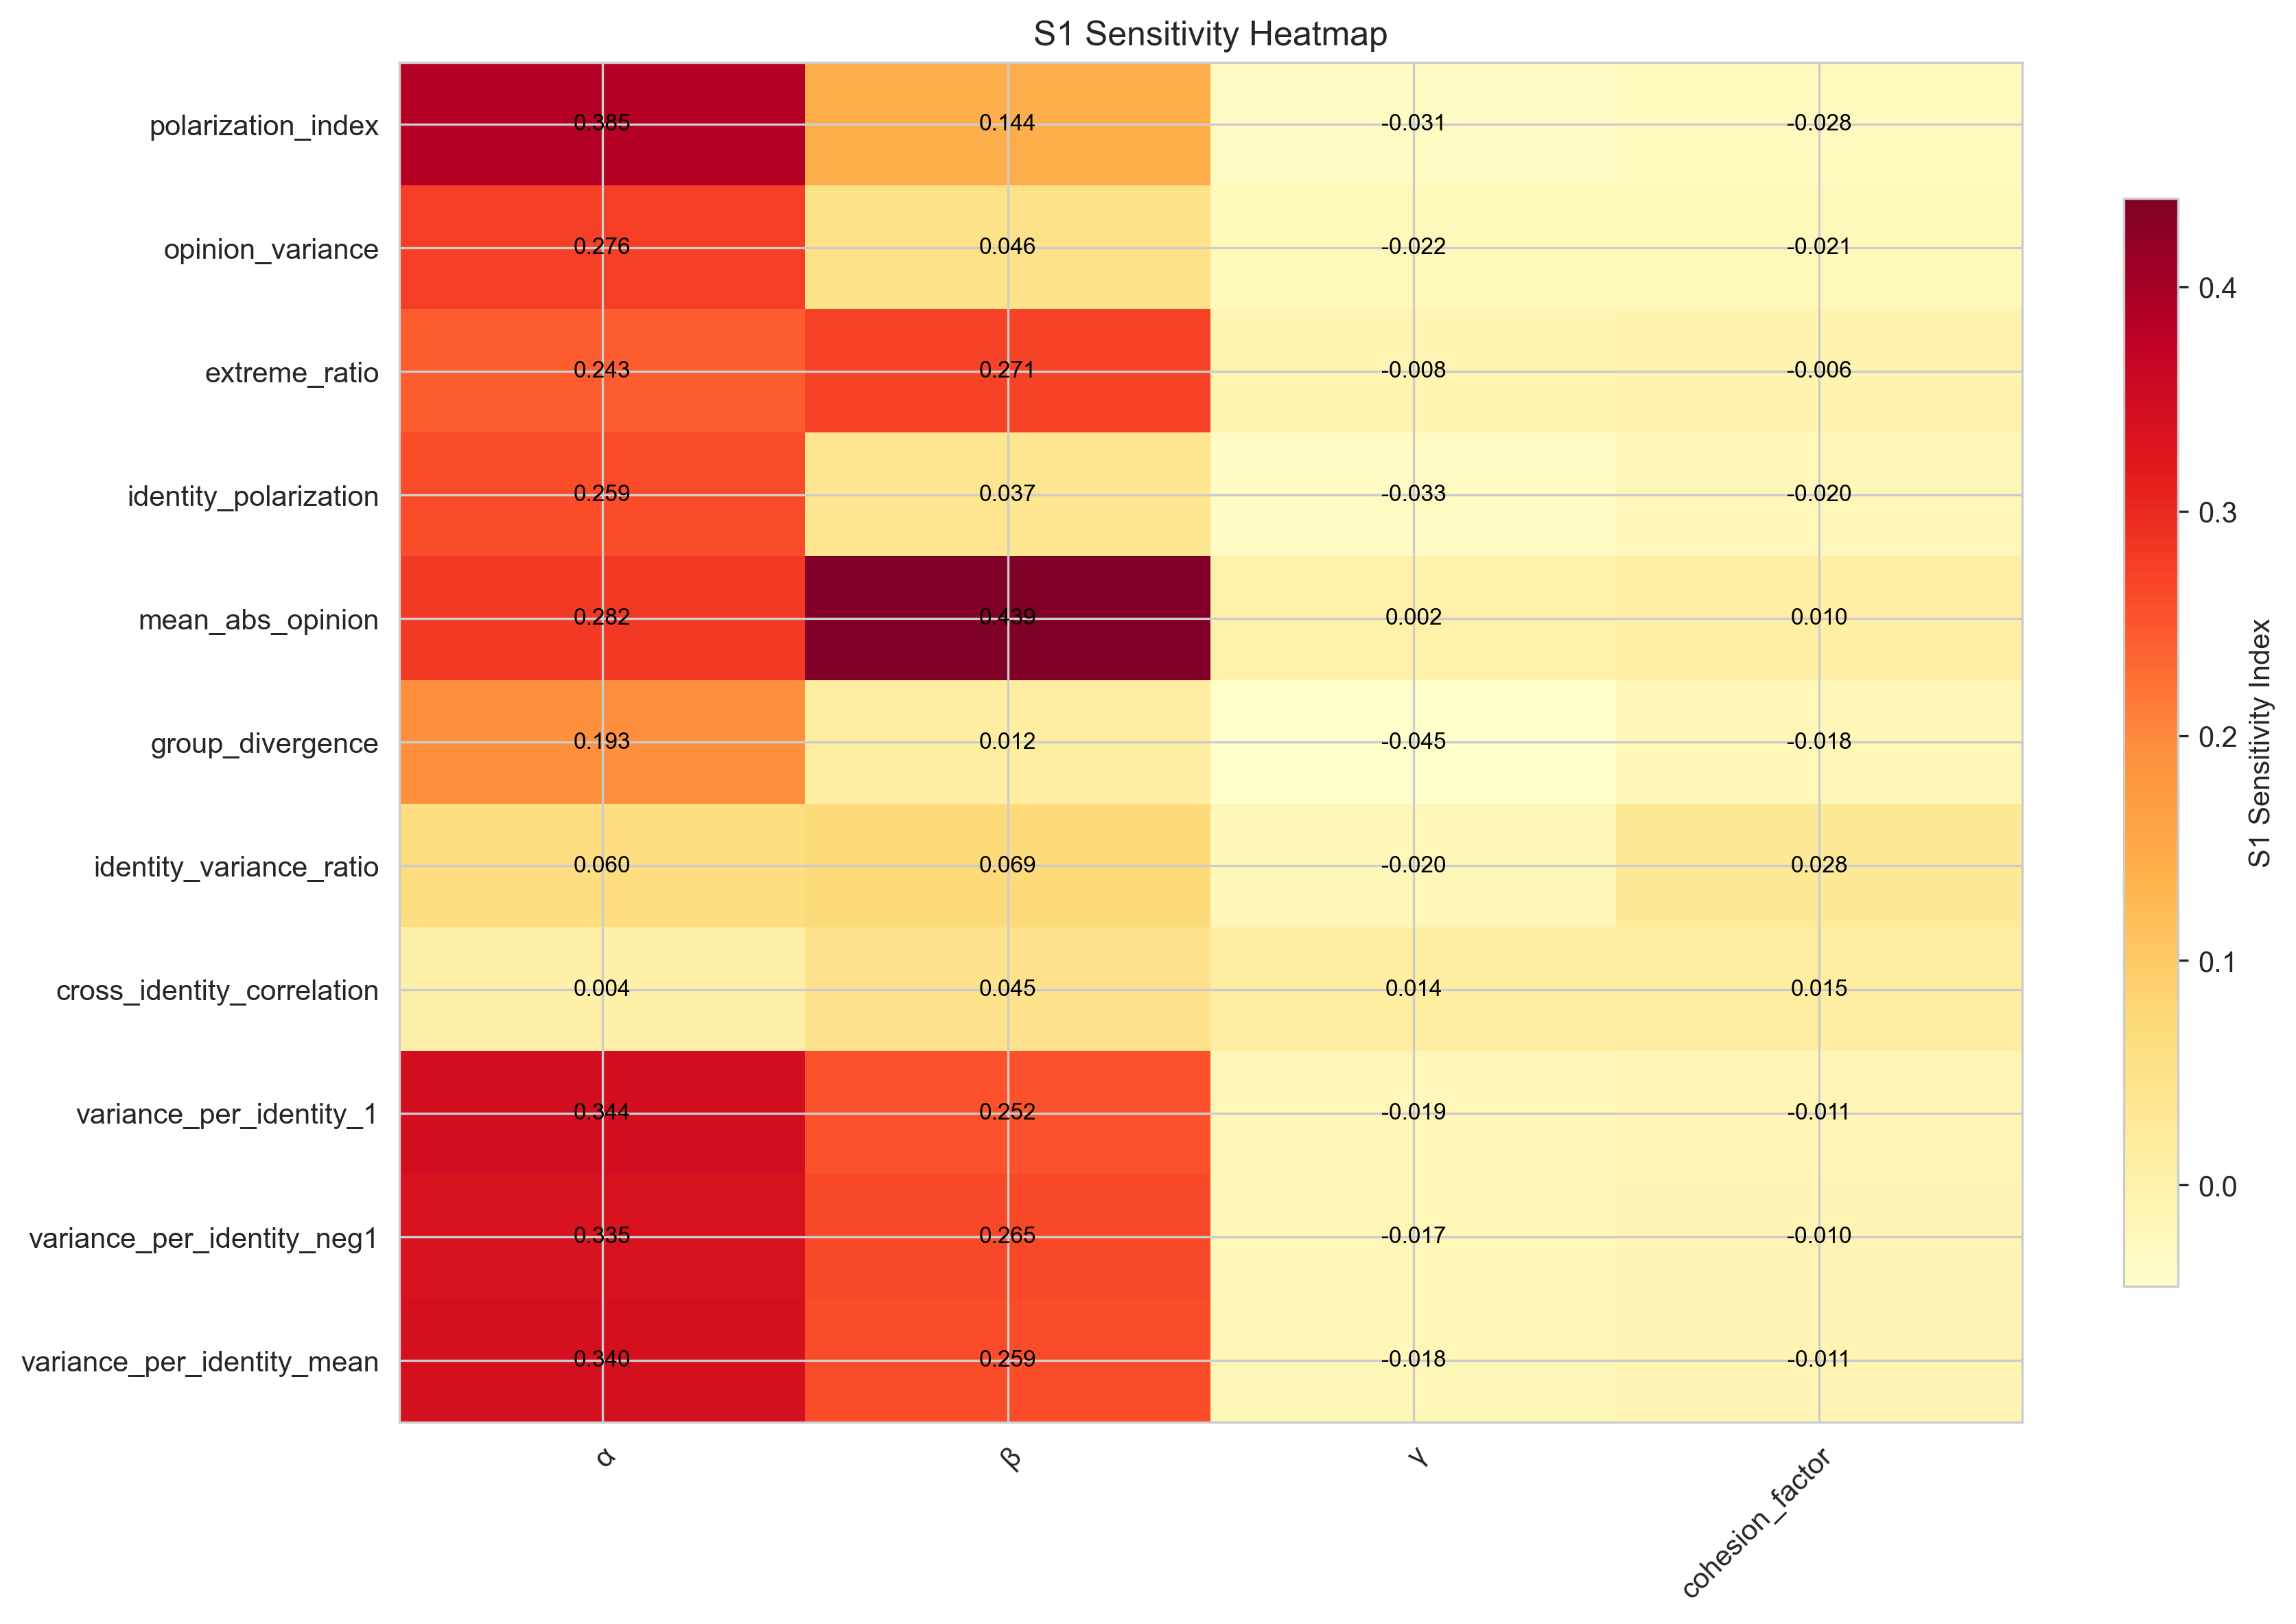 S1 Sensitivity Heatmap
polarization_index 0.385 0.144 -0.031 -0.028
opinion_variance 0.276 0.046 -0.022 -0.021
extreme_ratio 0.243 0.271 -0.008 -0.006
identity_polarization 0.259 0.037 -0.033 -0.020
mean_abs_opinion 0.282 0.439 0.002 0.010
group_divergence 0.193 0.012 -0.045 -0.018
identity_variance_ratio 0.060 0.069 -0.020 0.028
cross_identity_correlation 0.004 0.045 0.014 0.015
variance_per_identity_1 0.344 0.252 -0.019 -0.011
variance_per_identity_neg1 0.335 0.265 -0.017 -0.010
variance_per_identity_mean 0.340 0.259 -0.018 -0.011
α β γ cohesion_factor
0.4
0.3
0.2
0.1
0.0
S1 Sensitivity Index